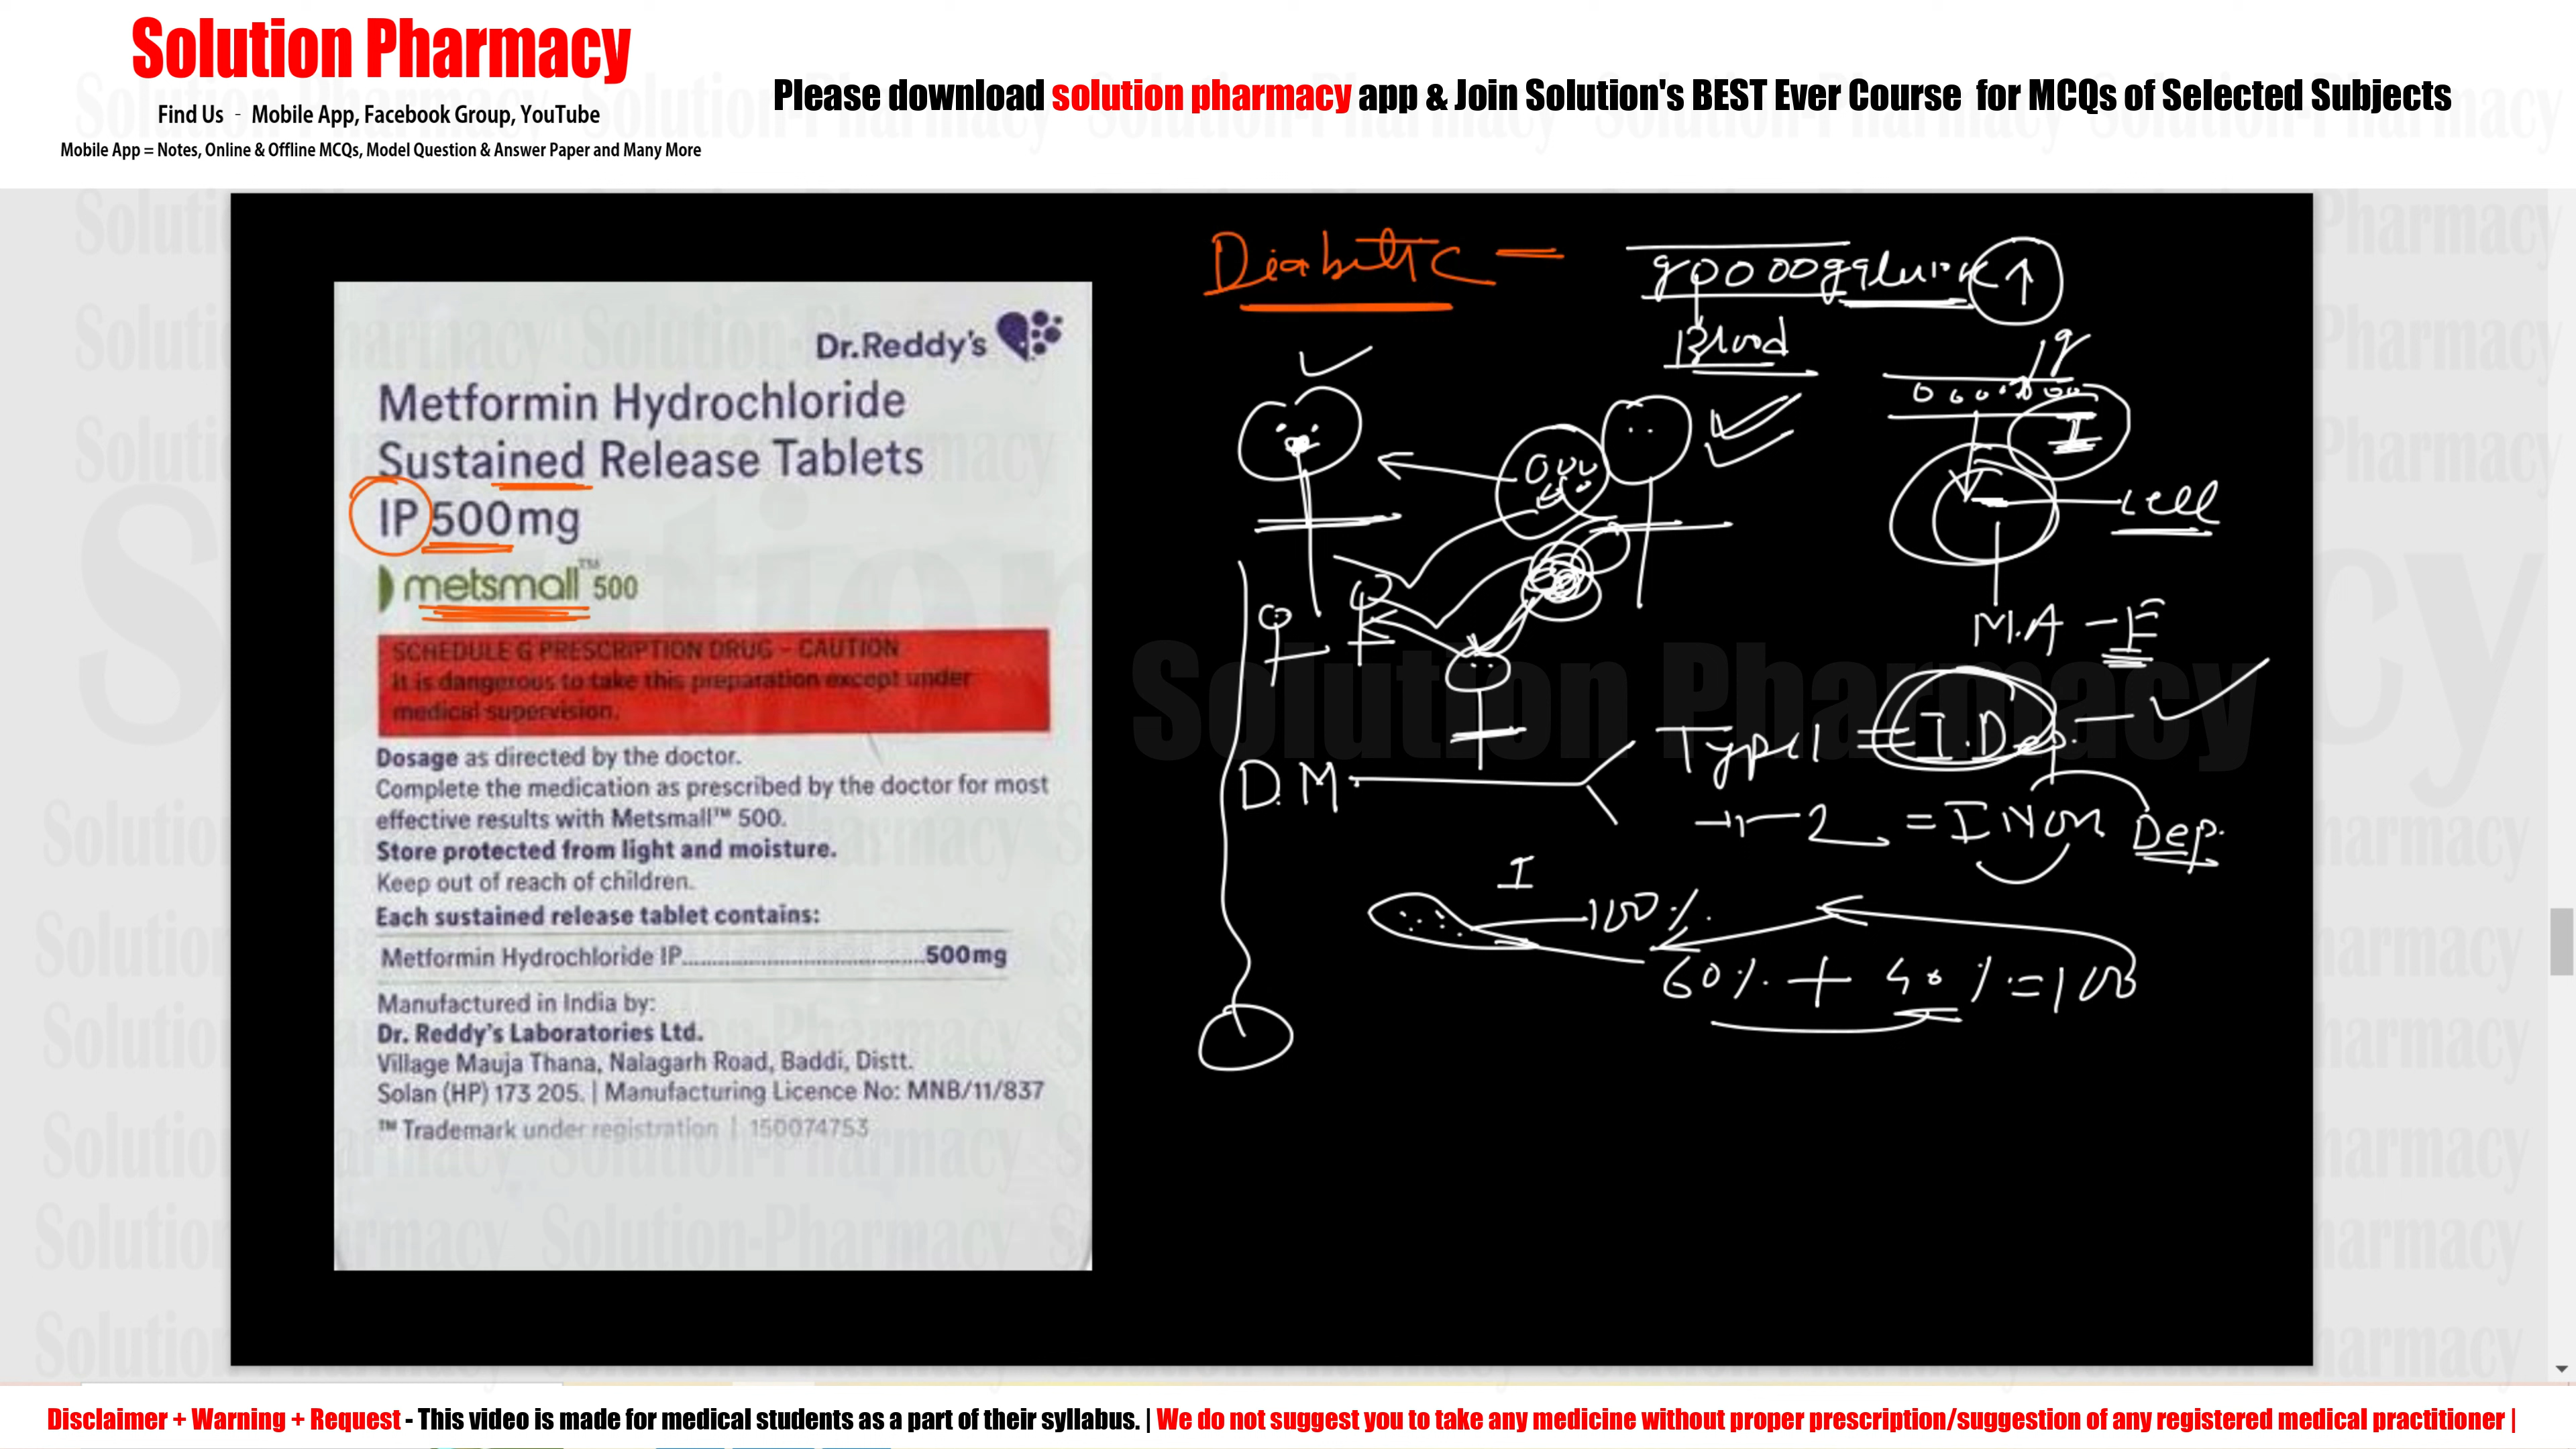 Solution Pharmacy
Find Us - Mobile App, Facebook Group, YouTube
Mobile App = Notes, Online & Offline MCQs, Model Question & Answer Paper and Many More
Please download solution pharmacy app & Join Solution's BEST Ever Course for MCQs of Selected Subjects
Dr.Reddy's
Metformin Hydrochloride
Sustained Release Tablets
IP 500mg
metsmall™ 500
SCHEDULE G PRESCRIPTION DRUG - CAUTION
It is dangerous to take this preparation except under
medical supervision.
Dosage as directed by the doctor.
Complete the medication as prescribed by the doctor for most
effective results with Metsmall™ 500.
Store protected from light and moisture.
Keep out of reach of children.
Each sustained release tablet contains:
Metformin Hydrochloride IP..........................................500mg
Manufactured in India by:
Dr. Reddy's Laboratories Ltd.
Village Mauja Thana, Nalagarh Road, Baddi, Distt.
Solan (HP) 173 205. | Manufacturing Licence No: MNB/11/837
™ Trademark under registration | 150074753
Diabetic =
↑
Blood
g
I
cell
M.A - E
D.M
Type 1 = I. Dep.
2 = I Non Dep.
I
100 %.
60 %. + 40 %. = 100
Solution Pharmacy
Disclaimer + Warning + Request - This video is made for medical students as a part of their syllabus. | We do not suggest you to take any medicine without proper prescription/suggestion of any registered medical practitioner |